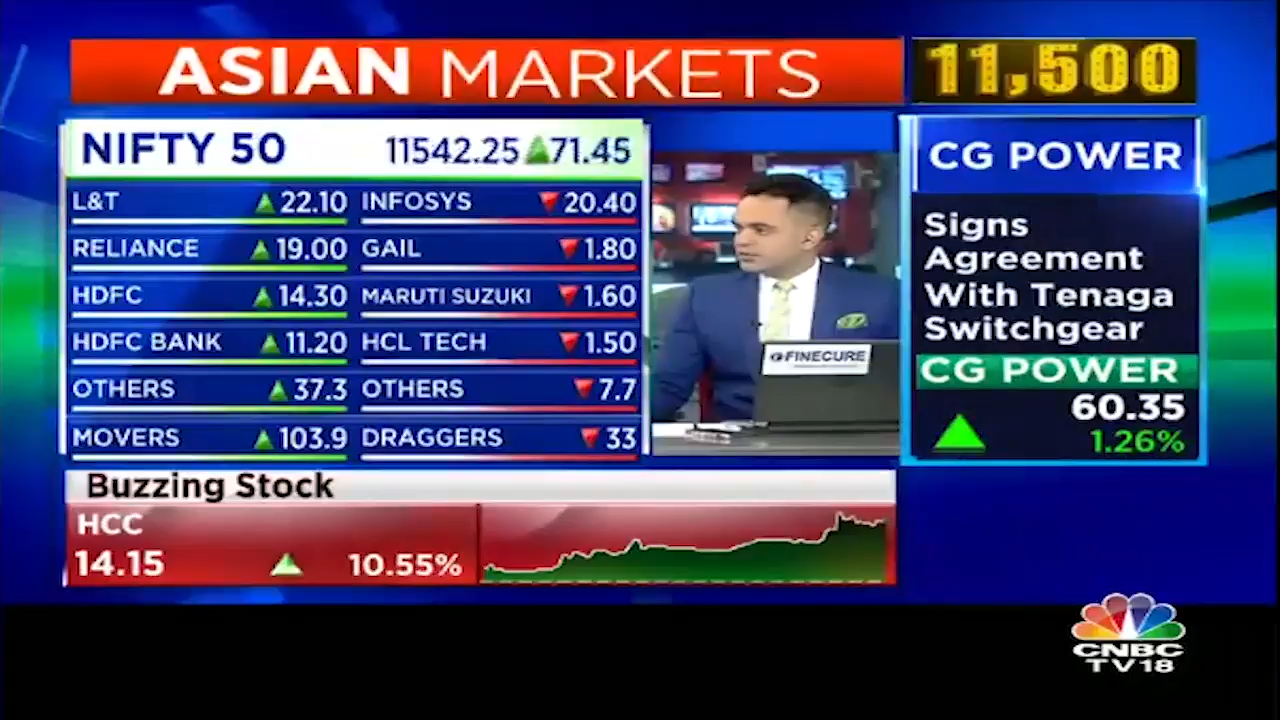 ASIAN MARKETS
11,500
NIFTY 50 11542.25 71.45
L&T 22.10 INFOSYS 20.40
RELIANCE 19.00 GAIL 1.80
HDFC 14.30 MARUTI SUZUKI 1.60
HDFC BANK 11.20 HCL TECH 1.50
OTHERS 37.3 OTHERS 7.7
MOVERS 103.9 DRAGGERS 33
FINECURE
CG POWER
Signs
Agreement
With Tenaga
Switchgear
CG POWER
60.35
1.26%
Buzzing Stock
HCC
14.15 10.55%
CNBC
TV18